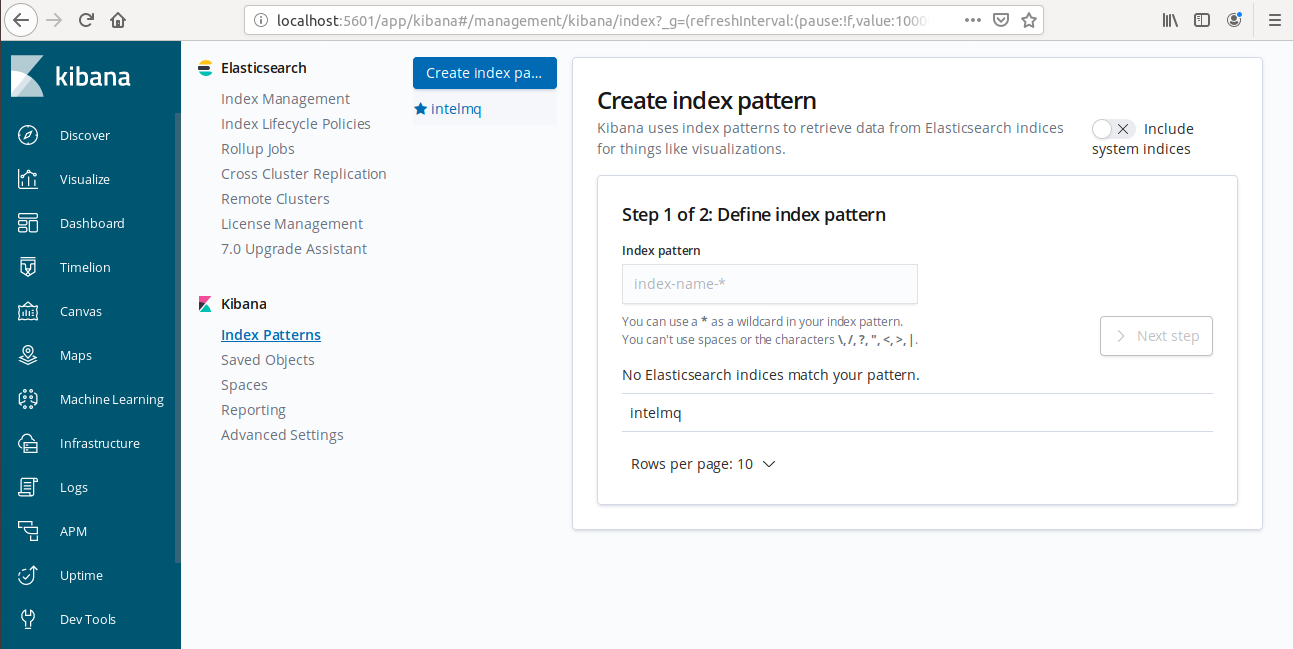 localhost:5601/app/kibana#/management/kibana/index?_g=(refreshInterval:(pause:!f,value:1000
kibana
Discover
Visualize
Dashboard
Timelion
Canvas
Maps
Machine Learning
Infrastructure
Logs
APM
Uptime
Dev Tools
Elasticsearch
Index Management
Index Lifecycle Policies
Rollup Jobs
Cross Cluster Replication
Remote Clusters
License Management
7.0 Upgrade Assistant
Kibana
Index Patterns
Saved Objects
Spaces
Reporting
Advanced Settings
Create index pa...
intelmq
Create index pattern
Kibana uses index patterns to retrieve data from Elasticsearch indices
for things like visualizations.
Include
system indices
Step 1 of 2: Define index pattern
Index pattern
index-name-*
You can use a * as a wildcard in your index pattern.
You can't use spaces or the characters \, /, ?, ", <, >, |.
Next step
No Elasticsearch indices match your pattern.
intelmq
Rows per page: 10